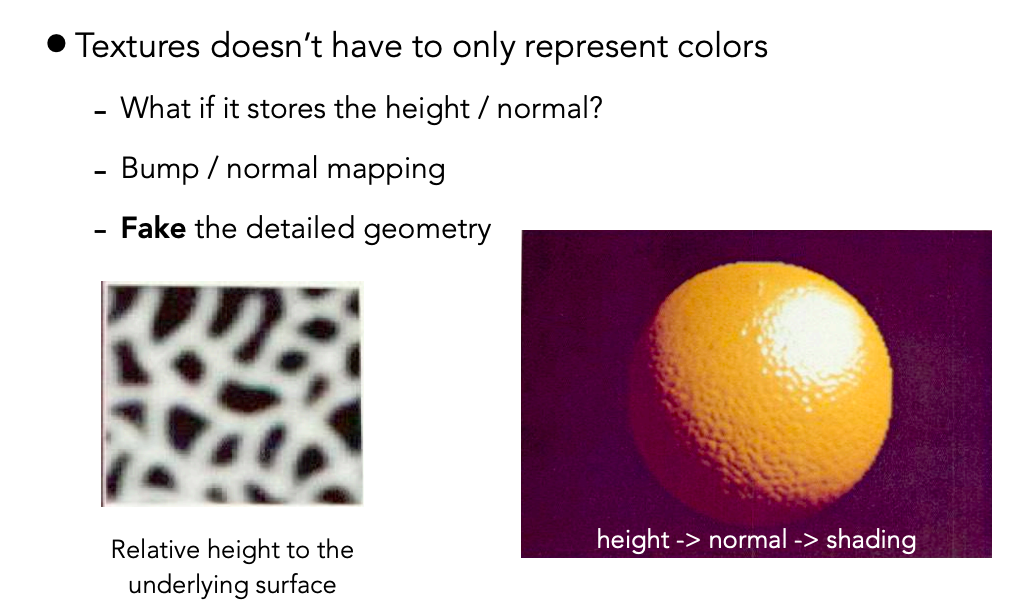 ● Textures doesn't have to only represent colors
– What if it stores the height / normal?
– Bump / normal mapping
– Fake the detailed geometry
Relative height to the
underlying surface
height -> normal -> shading